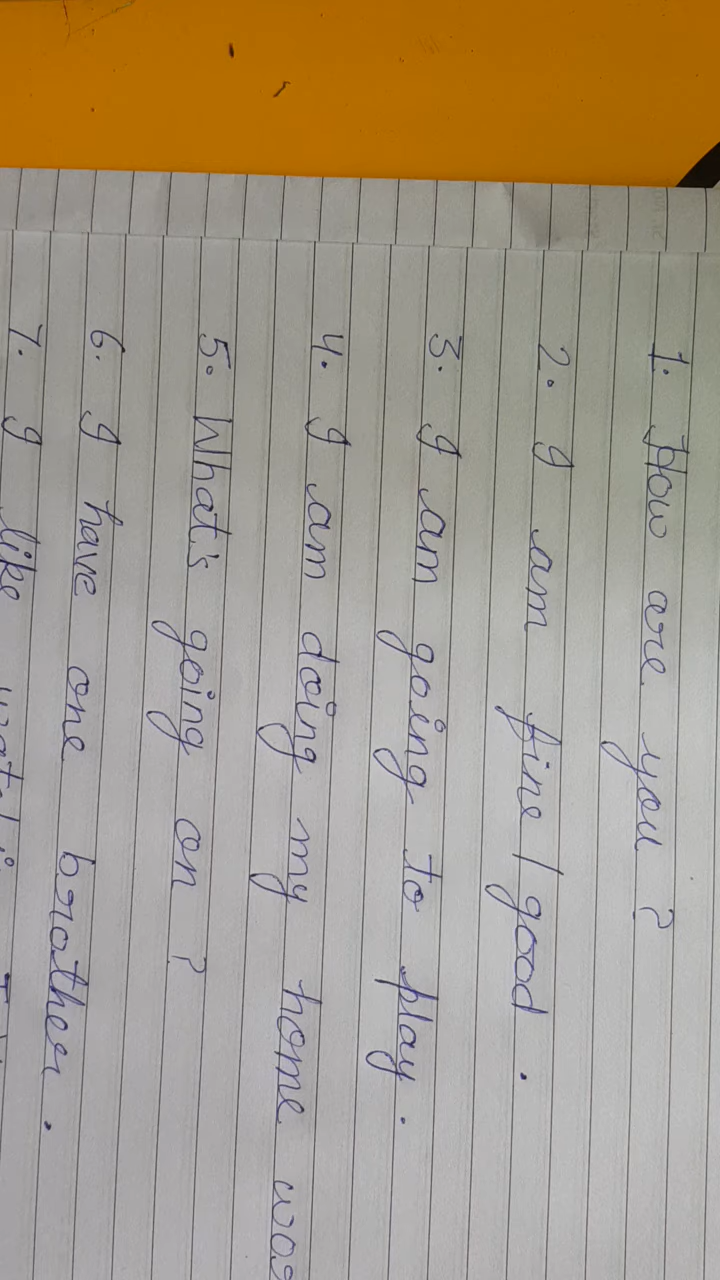 1. How are you ?
2. I am fine / good .
3. I am going to play .
4. I am doing my home
5. What's going on ?
6. I have one brother .
7. I like